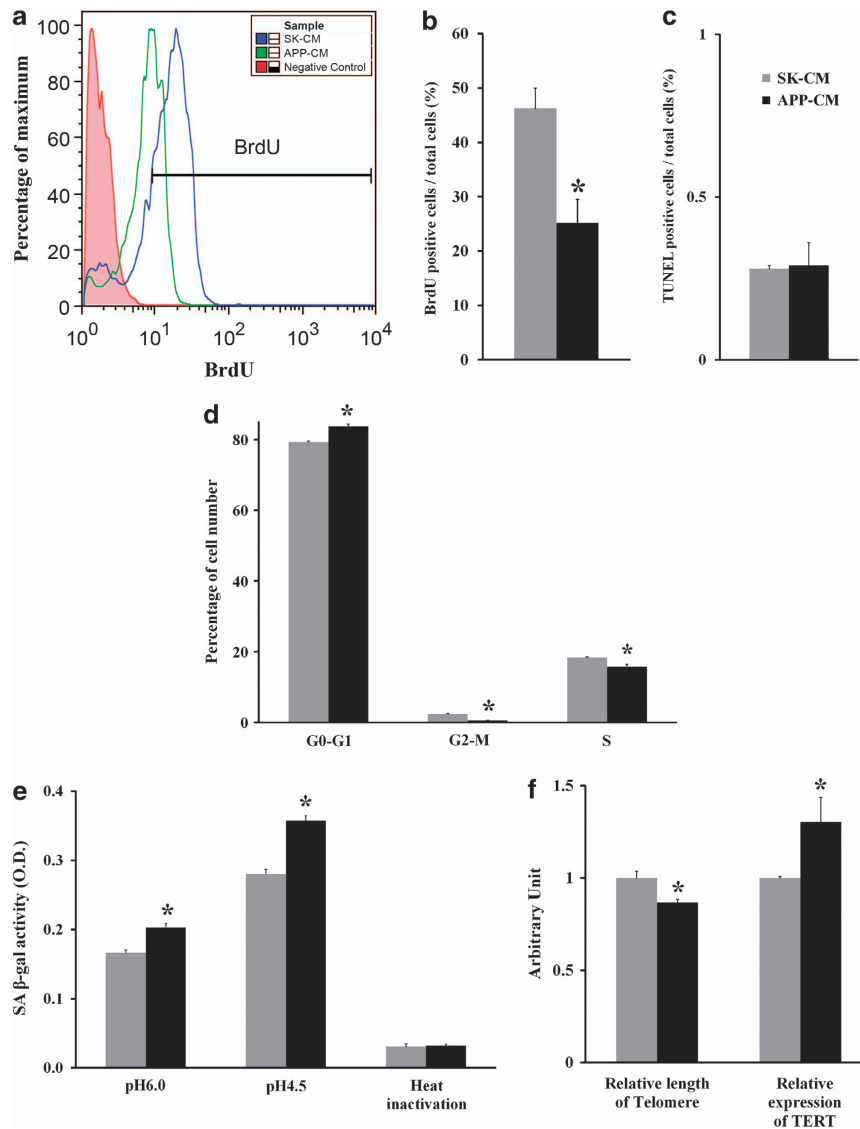 a
Sample
SK-CM
APP-CM
Negative Control
Percentage of maximum
100
80
60
40
20
0
BrdU
10^0
10^1
10^2
10^3
10^4
BrdU
b
BrdU positive cells / total cells (%)
60
50
40
30
20
10
0
*
c
TUNEL positive cells / total cells (%)
1
0.5
0
SK-CM
APP-CM
d
Percentage of cell number
80
60
40
20
0
*
*
*
G0-G1
G2-M
S
e
SA β-gal activity (O.D.)
0.4
0.3
0.2
0.1
0.0
*
*
pH6.0
pH4.5
Heat
inactivation
f
Arbitrary Unit
1.5
1
0.5
0
*
*
Relative length
of Telomere
Relative
expression
of TERT